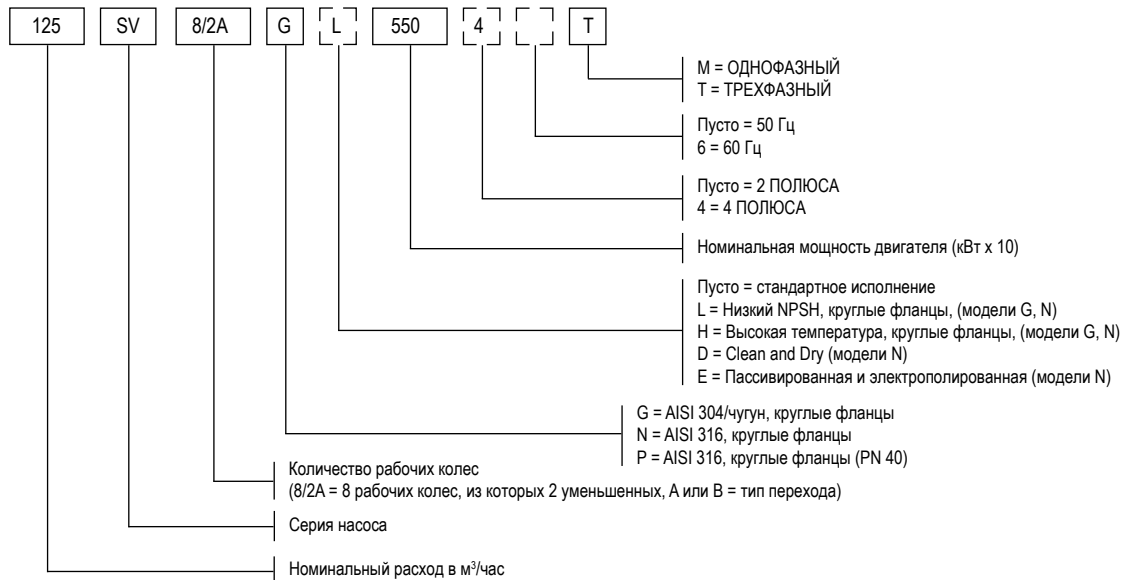 125 SV 8/2A G L 550 4 T
М = ОДНОФАЗНЫЙ
Т = ТРЕХФАЗНЫЙ
Пусто = 50 Гц
6 = 60 Гц
Пусто = 2 ПОЛЮСА
4 = 4 ПОЛЮСА
Номинальная мощность двигателя (кВт x 10)
Пусто = стандартное исполнение
L = Низкий NPSH, круглые фланцы, (модели G, N)
H = Высокая температура, круглые фланцы, (модели G, N)
D = Clean and Dry (модели N)
E = Пассивированная и электрополированная (модели N)
G = AISI 304/чугун, круглые фланцы
N = AISI 316, круглые фланцы
P = AISI 316, круглые фланцы (PN 40)
Количество рабочих колес
(8/2A = 8 рабочих колес, из которых 2 уменьшенных, А или В = тип перехода)
Серия насоса
Номинальный расход в м³/час